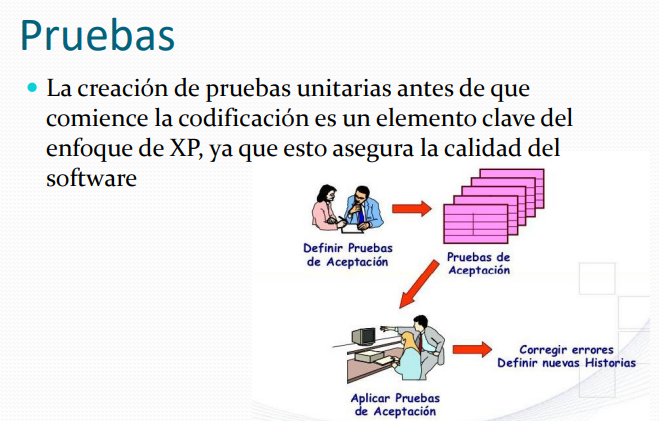 Pruebas
• La creación de pruebas unitarias antes de que
comience la codificación es un elemento clave del
enfoque de XP, ya que esto asegura la calidad del
software
Definir Pruebas
de Aceptación
Pruebas de
Aceptación
Aplicar Pruebas
de Aceptación
Corregir errores
Definir nuevas Historias